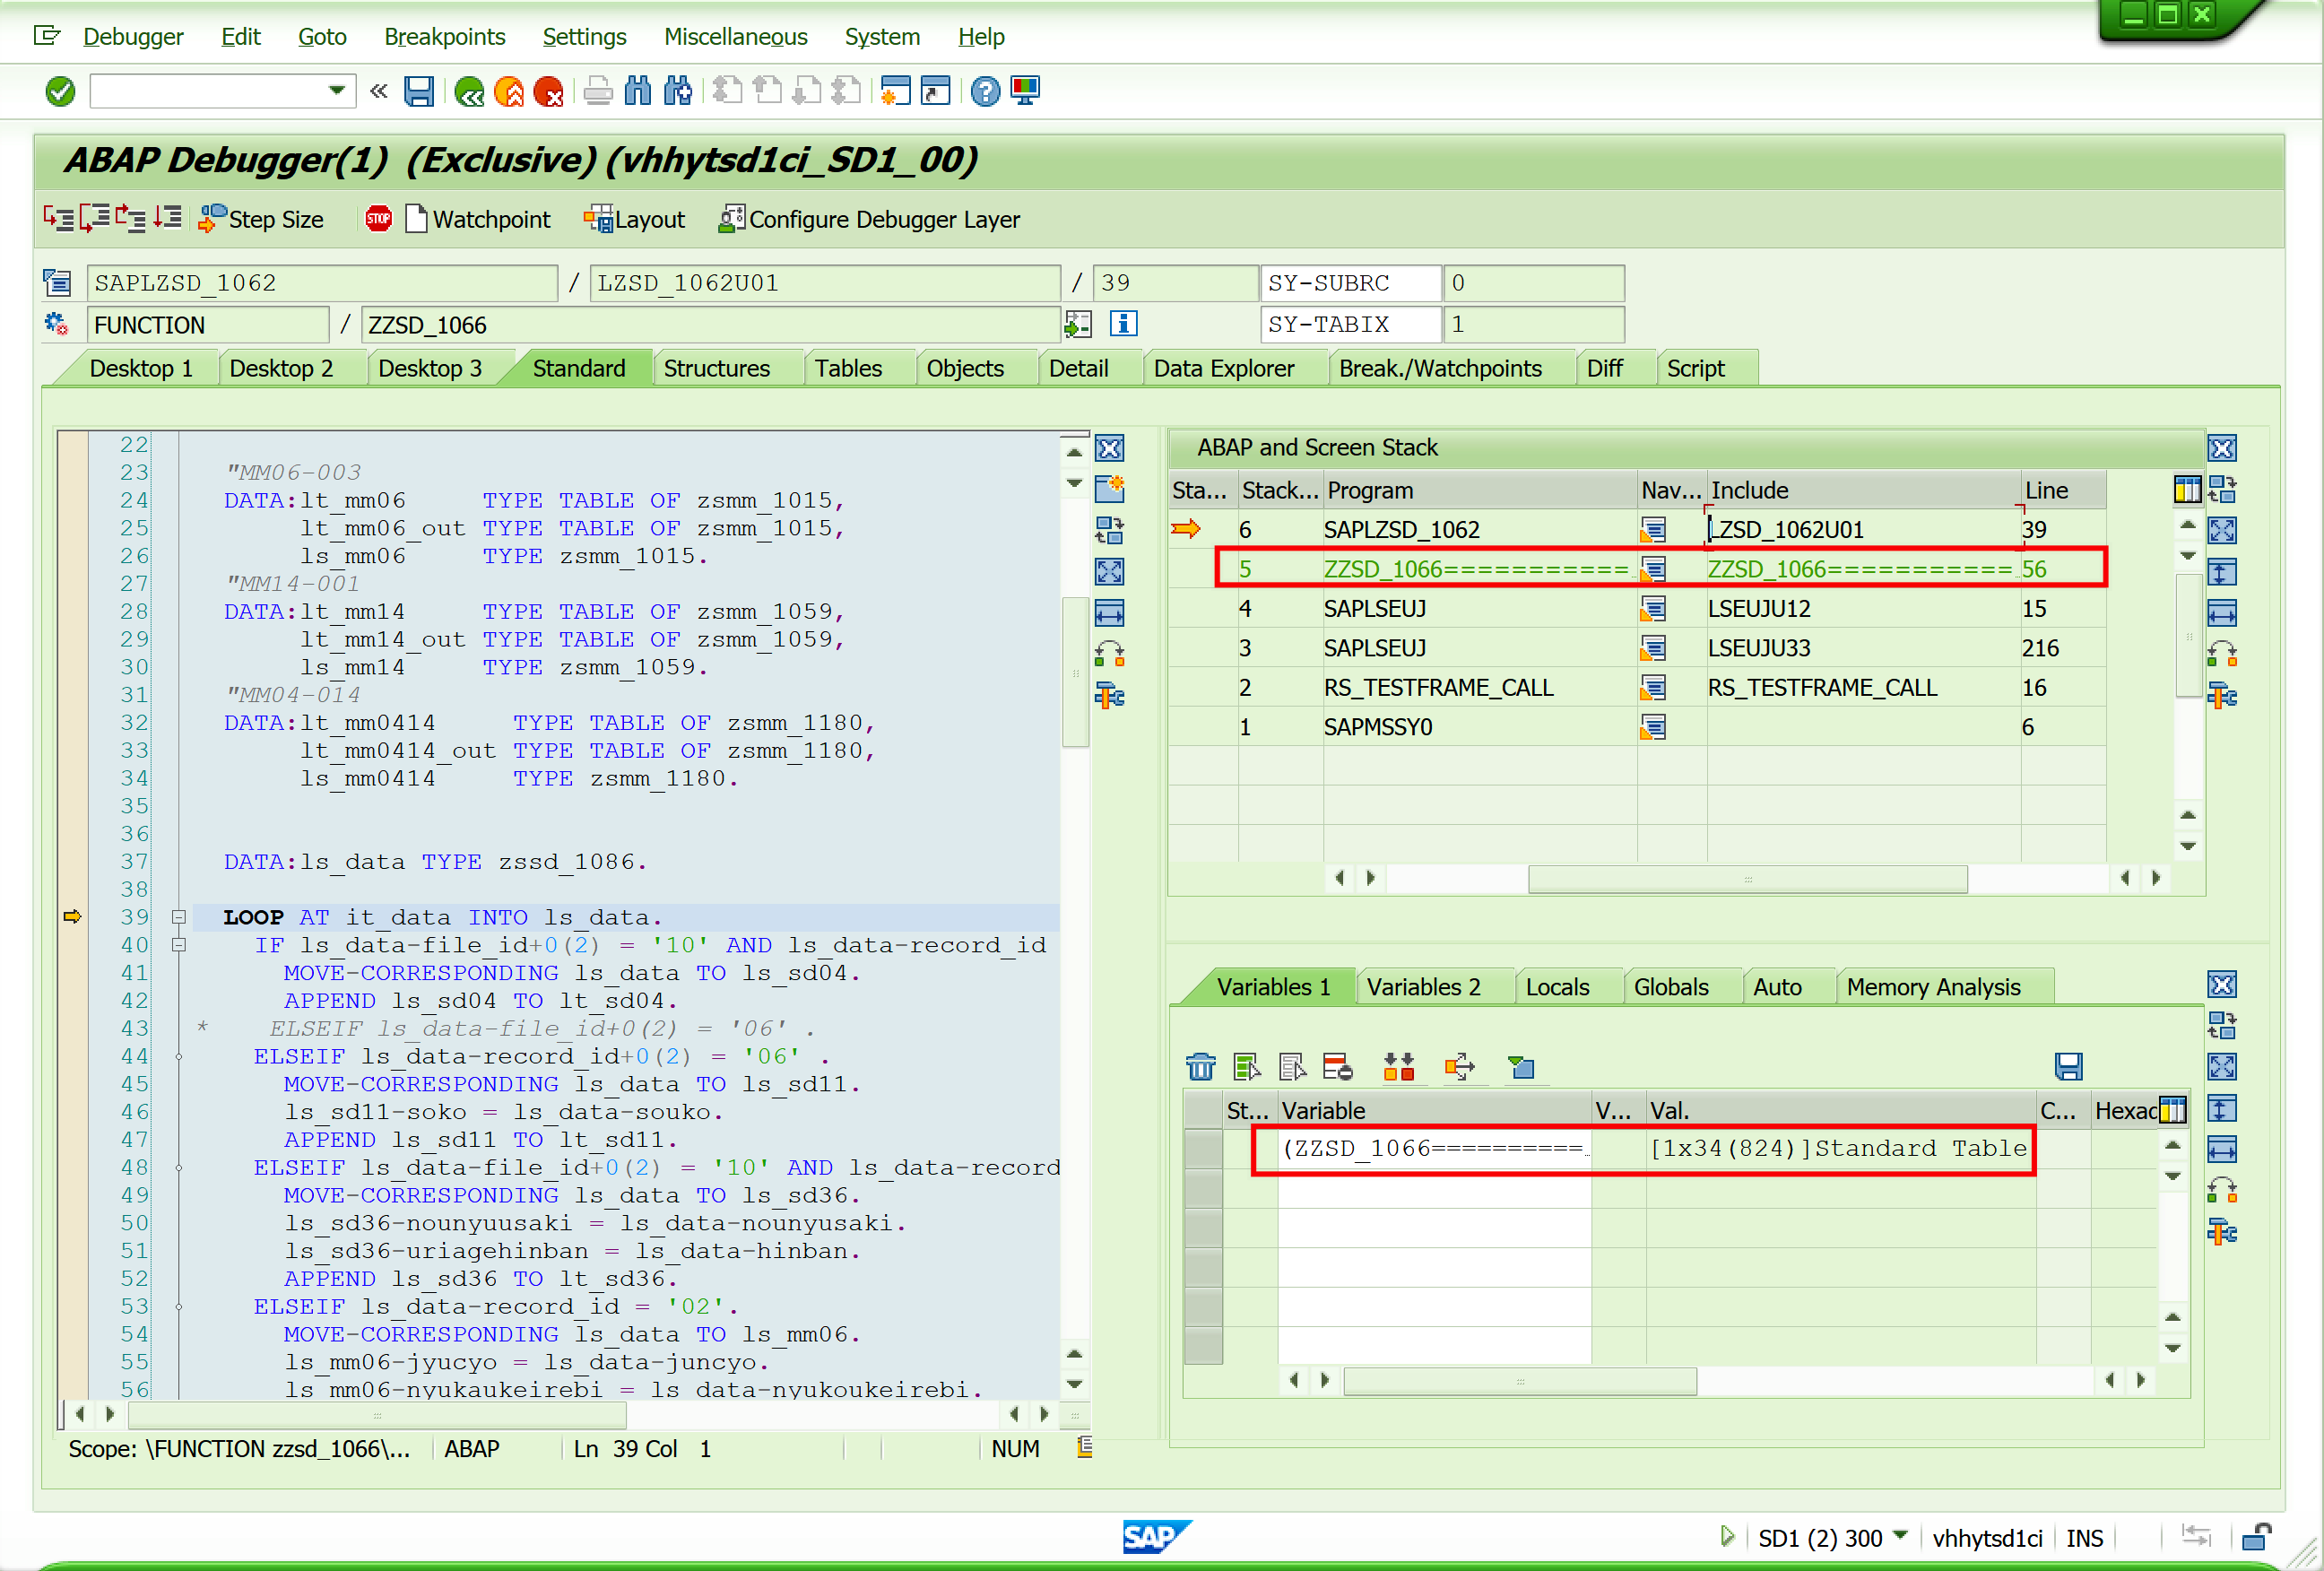 Debugger Edit Goto Breakpoints Settings Miscellaneous System Help
ABAP Debugger(1) (Exclusive) (vhhytsd1ci_SD1_00)
Step Size STOP Watchpoint Layout Configure Debugger Layer
SAPLZSD_1062 / LZSD_1062U01 / 39 SY-SUBRC 0
FUNCTION / ZZSD_1066 SY-TABIX 1
Desktop 1 Desktop 2 Desktop 3 Standard Structures Tables Objects Detail Data Explorer Break./Watchpoints Diff Script
22
23 "MM06-003
24 DATA:lt_mm06 TYPE TABLE OF zsmm_1015,
25 lt_mm06_out TYPE TABLE OF zsmm_1015,
26 ls_mm06 TYPE zsmm_1015.
27 "MM14-001
28 DATA:lt_mm14 TYPE TABLE OF zsmm_1059,
29 lt_mm14_out TYPE TABLE OF zsmm_1059,
30 ls_mm14 TYPE zsmm_1059.
31 "MM04-014
32 DATA:lt_mm0414 TYPE TABLE OF zsmm_1180,
33 lt_mm0414_out TYPE TABLE OF zsmm_1180,
34 ls_mm0414 TYPE zsmm_1180.
35
36
37 DATA:ls_data TYPE zssd_1086.
38
39 LOOP AT it_data INTO ls_data.
40 IF ls_data-file_id+0(2) = '10' AND ls_data-record_id
41 MOVE-CORRESPONDING ls_data TO ls_sd04.
42 APPEND ls_sd04 TO lt_sd04.
43 * ELSEIF ls_data-file_id+0(2) = '06' .
44 ELSEIF ls_data-record_id+0(2) = '06' .
45 MOVE-CORRESPONDING ls_data TO ls_sd11.
46 ls_sd11-soko = ls_data-souko.
47 APPEND ls_sd11 TO lt_sd11.
48 ELSEIF ls_data-file_id+0(2) = '10' AND ls_data-record
49 MOVE-CORRESPONDING ls_data TO ls_sd36.
50 ls_sd36-nounyuusaki = ls_data-nounyusaki.
51 ls_sd36-uriagehinban = ls_data-hinban.
52 APPEND ls_sd36 TO lt_sd36.
53 ELSEIF ls_data-record_id = '02'.
54 MOVE-CORRESPONDING ls_data TO ls_mm06.
55 ls_mm06-jyucyo = ls_data-juncyo.
56 ls_mm06-nyukaukeirebi = ls_data-nyukoukeirebi.
Scope: \FUNCTION zzsd_1066\... ABAP Ln 39 Col 1 NUM
ABAP and Screen Stack
Sta... Stack... Program Nav... Include Line
6 SAPLZSD_1062 LZSD_1062U01 39
5 ZZSD_1066=========== ZZSD_1066=========== 56
4 SAPLSEUJ LSEUJU12 15
3 SAPLSEUJ LSEUJU33 216
2 RS_TESTFRAME_CALL RS_TESTFRAME_CALL 16
1 SAPMSSY0 6
Variables 1 Variables 2 Locals Globals Auto Memory Analysis
St... Variable V... Val. C... Hexad
(ZZSD_1066========== [1x34(824)]Standard Table
SAP SD1 (2) 300 vhhytsd1ci INS